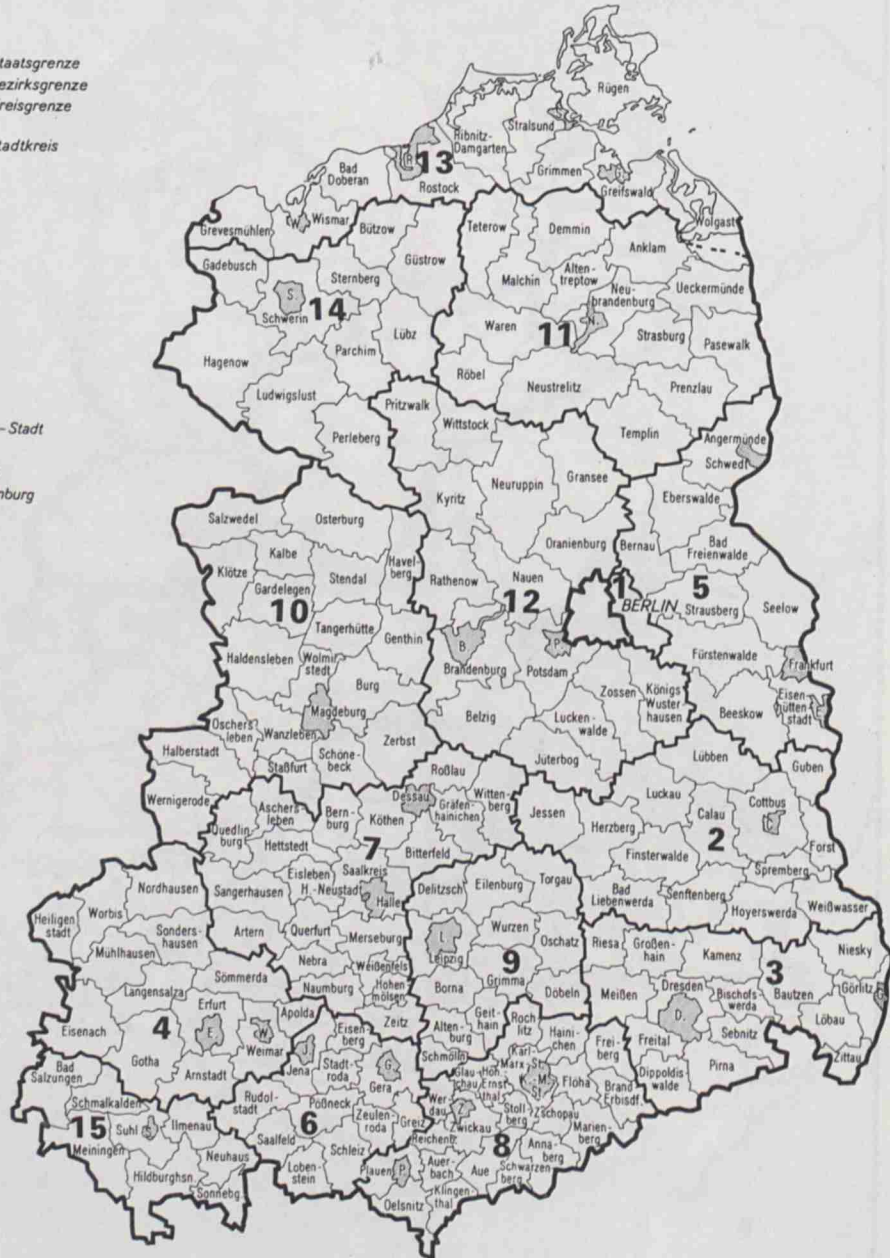 taatsgrenze
ezirksgrenze
reisgrenze
tadtkreis
– Stadt
nburg
Rügen
Stralsund
Ribnitz-
Damgarten
R
13
Bad
Doberan
Rostock
Grimmen
G.
Greifswald
Wolgast
Grevesmühlen
W.
Wismar
Bützow
Güstrow
Teterow
Demmin
Anklam
Gadebusch
Sternberg
Malchin
Alten-
treptow
Neu-
brandenburg
Ueckermünde
S.
Schwerin
14
Lübz
Waren
11
N.
Strasburg
Pasewalk
Hagenow
Parchim
Röbel
Neustrelitz
Prenzlau
Ludwigslust
Pritzwalk
Wittstock
Templin
Angermünde
Schwedt
Perleberg
Kyritz
Neuruppin
Gransee
Eberswalde
Salzwedel
Osterburg
Oranienburg
Bernau
Bad
Freienwalde
Klötze
Kalbe
Stendal
Havel-
berg
Rathenow
Nauen
Gardelegen
10
12
1
BERLIN
5
Strausberg
Seelow
Tangerhütte
Genthin
B.
Brandenburg
P.
Potsdam
Fürstenwalde
Frankfurt
Haldensleben
Wolmir
stedt
Burg
Zossen
Königs
Wuster
hausen
Beeskow
Eisen-
hütten
stadt
E.
Magdeburg
Belzig
Lucken-
walde
Oschers
leben
Wanzleben
Zerbst
Halberstadt
Staßfurt
Schöne-
beck
Jüterbog
Lübben
Guben
Wernigerode
Roßlau
Witten-
berg
Jessen
Luckau
Calau
Cottbus
C.
Aschers
leben
Bern-
burg
Köthen
Dessau
Gräfen-
hainichen
Herzberg
2
Forst
Quedlin
burg
Hettstedt
7
Bitterfeld
Finsterwalde
Spremberg
Eisleben
Saalkreis
H.-Neustadt
Halle
Delitzsch
Eilenburg
Torgau
Bad
Liebenwerda
Senftenberg
Hoyerswerda
Weißwasser
Nordhausen
Sangerhausen
Heiligen
stadt
Worbis
Artern
Querfurt
Merseburg
L.
Leipzig
Wurzen
Oschatz
Riesa
Großen-
hain
Kamenz
3
Niesky
Sonders-
hausen
Mühlhausen
Nebra
Weißenfels
9
Grimma
Meißen
Dresden
D.
Bischofs
werda
Bautzen
Görlitz
G.
Langensalza
Sömmerda
Naumburg
Hohen
mölsen
Borna
Döbeln
Löbau
Erfurt
E.
Apolda
Zeitz
Alten-
burg
Geit-
hain
Roch
litz
Haini-
chen
Frei-
berg
Freital
Sebnitz
Zittau
Eisenach
4
W.
Weimar
Eisen
berg
Schmölln
Pirna
Gotha
Arnstadt
J.
Jena
Stadt-
roda
G.
Gera
Glau
chau
Hoh.
Ernst
thal
Karl-
Marx-St.
K.-M.
St.
Flöha
Brand
Erbisdf.
Dippoldis
walde
Bad
Salzungen
Wer-
dau
Schmalkalden
Rudol-
stadt
Pößneck
Zeulen-
roda
Greiz
Z.
Zwickau
Stoll-
berg
Zschopau
Marien-
berg
15
Suhl
S.
Ilmenau
6
Reichenb.
8
Anna-
berg
Meiningen
Saalfeld
Schleiz
Neuhaus
Loben-
stein
Plauen
P.
Auer-
bach
Aue
Schwarzen
berg
Hildburghsn.
Sonnebg.
Oelsnitz
Klingen-
thal